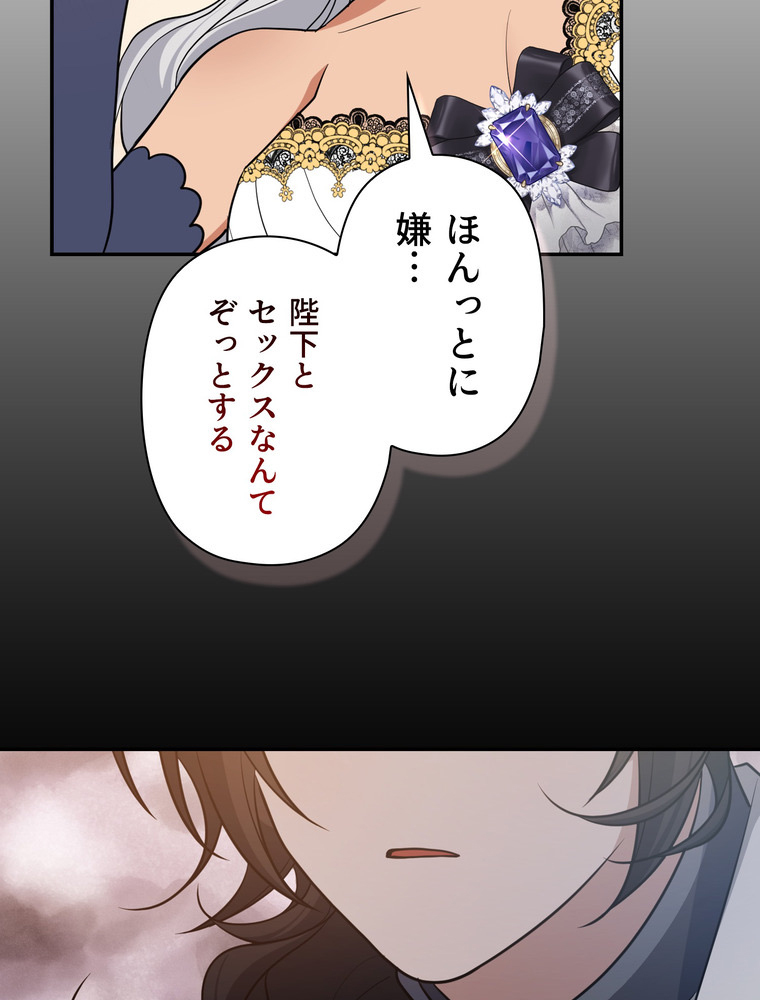 ほんっとに
嫌…
陛下と
セックスなんて
ぞっとする